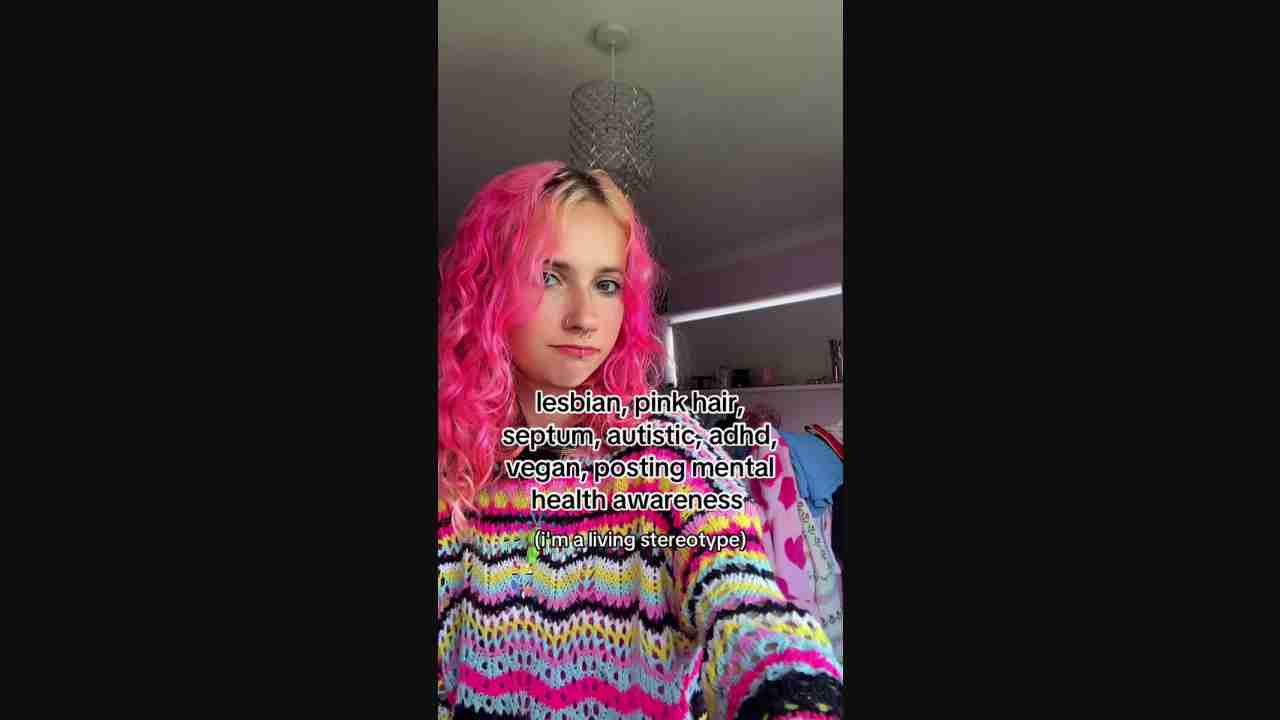 lesbian, pink hair,
septum, autistic, adhd,
vegan, posting mental
health awareness
(i'm a living stereotype)